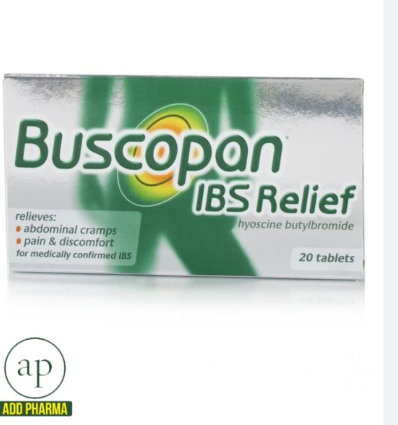 Buscopan
IBS Relief
hyoscine butylbromide
relieves:
abdominal cramps
pain & discomfort
for medically confirmed IBS
20 tablets
ap
ADD PHARMA